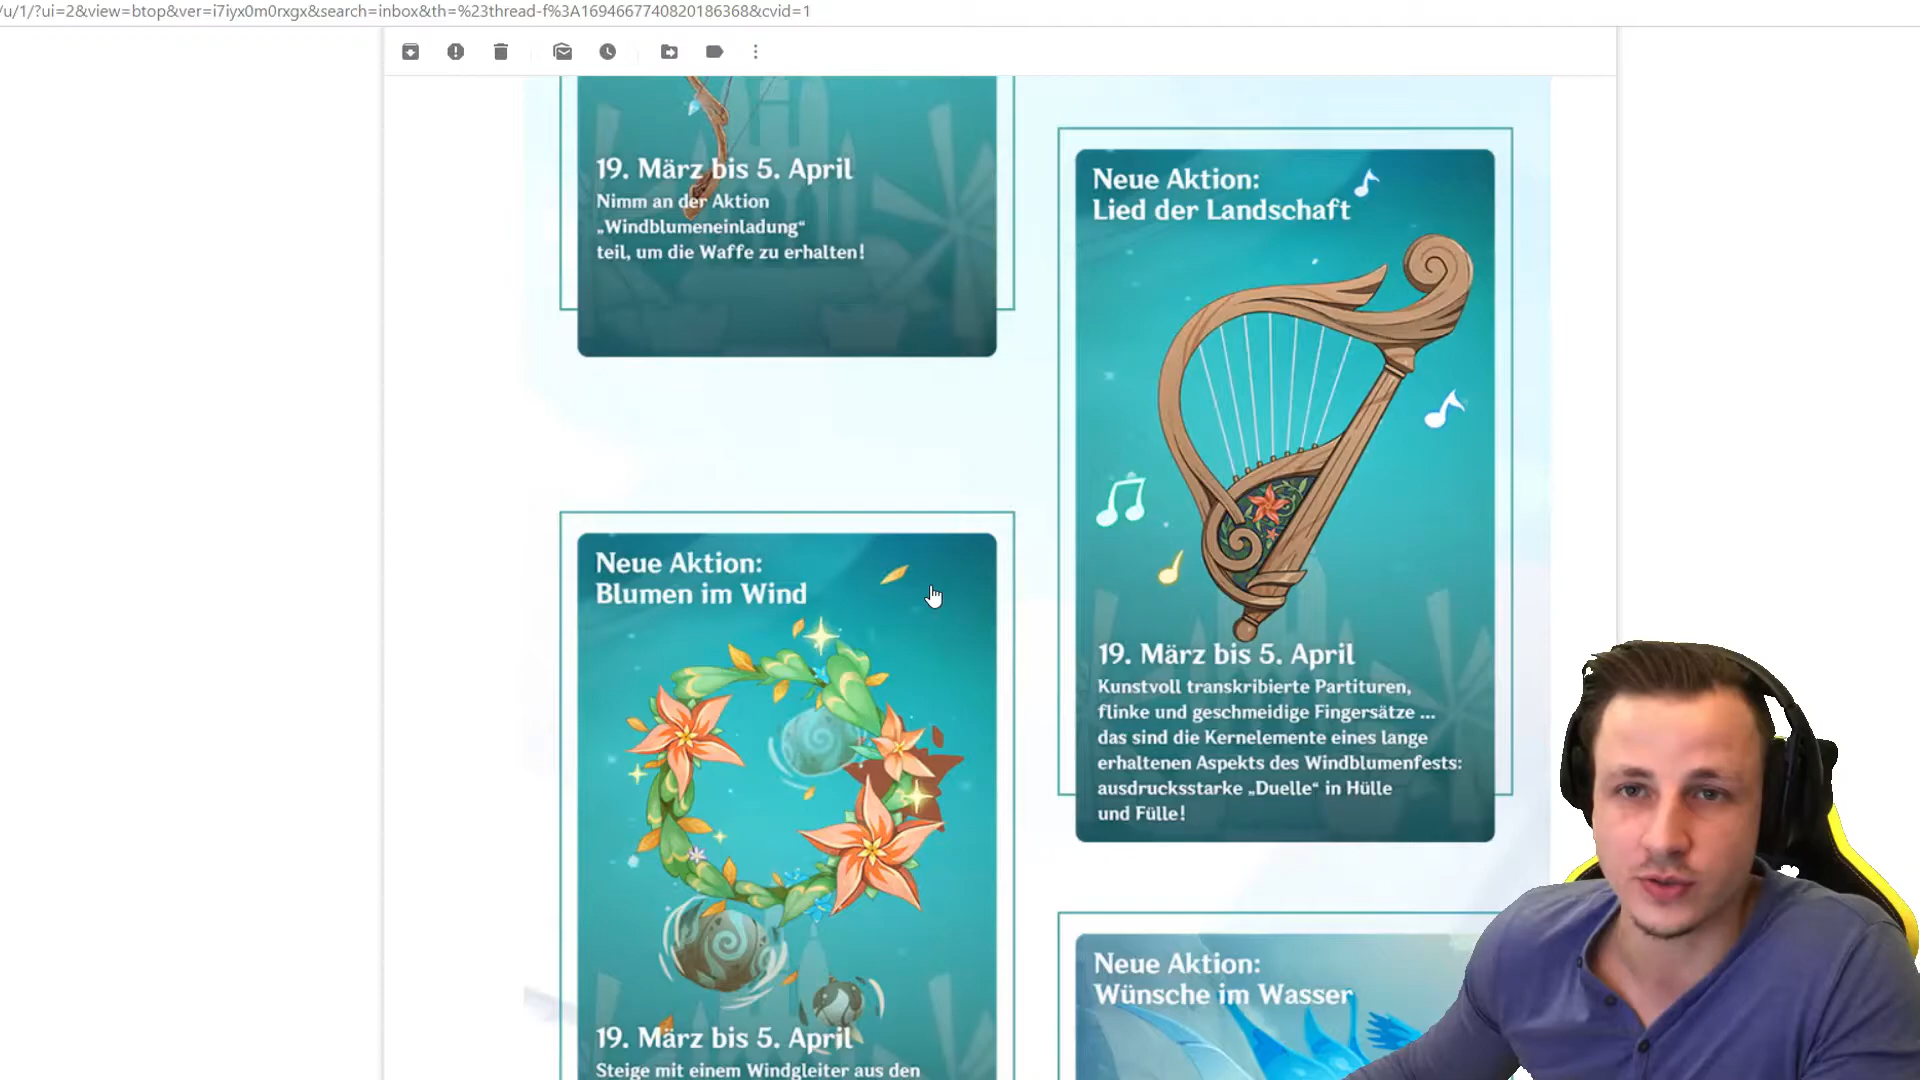 /u/1/?ui=2&view=btop&ver=i7iyx0m0rxgx&search=inbox&th=%23thread-f%3A1694667740820186368&cvid=1
19. März bis 5. April
Nimm an der Aktion
„Windblumeneinladung“
teil, um die Waffe zu erhalten!
Neue Aktion:
Lied der Landschaft
19. März bis 5. April
Kunstvoll transkribierte Partituren,
flinke und geschmeidige Fingersätze ...
das sind die Kernelemente eines lange
erhaltenen Aspekts des Windblumenfests:
ausdrucksstarke „Duelle“ in Hülle
und Fülle!
Neue Aktion:
Blumen im Wind
19. März bis 5. April
Steige mit einem Windgleiter aus den
Neue Aktion:
Wünsche im Wasser